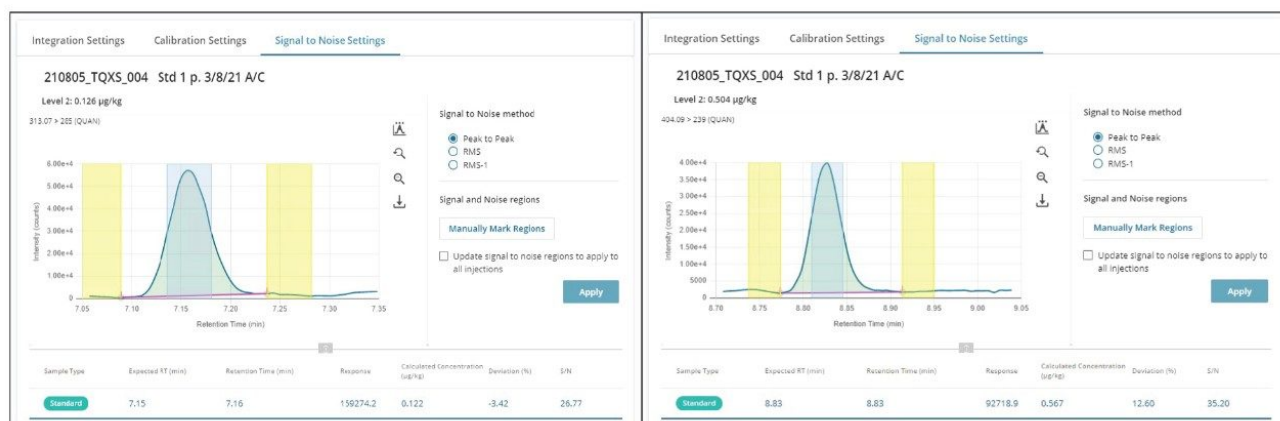 Integration Settings Calibration Settings Signal to Noise Settings
210805_TQXS_004 Std 1 p. 3/8/21 A/C
Level 2: 0.126 µg/kg
313.07 > 285 (QUAN)
6.00e+4
5.00e+4
4.00e+4
3.00e+4
2.00e+4
1.00e+4
0
Intensity (counts)
7.05 7.10 7.15 7.20 7.25 7.30 7.35
Retention Time (min)
Signal to Noise method
Peak to Peak
RMS
RMS-1
Signal and Noise regions
Manually Mark Regions
Update signal to noise regions to apply to
all injections
Apply
Sample Type Expected RT (min) Retention Time (min) Response Calculated Concentration (µg/kg) Deviation (%) S/N
Standard 7.15 7.16 159274.2 0.122 -3.42 26.77
Integration Settings Calibration Settings Signal to Noise Settings
210805_TQXS_004 Std 1 p. 3/8/21 A/C
Level 2: 0.504 µg/kg
404.09 > 239 (QUAN)
4.00e+4
3.50e+4
3.00e+4
2.50e+4
2.00e+4
1.50e+4
1.00e+4
5000
0
Intensity (counts)
8.70 8.75 8.80 8.85 8.90 8.95 9.00 9.05
Retention Time (min)
Signal to Noise method
Peak to Peak
RMS
RMS-1
Signal and Noise regions
Manually Mark Regions
Update signal to noise regions to apply to
all injections
Apply
Sample Type Expected RT (min) Retention Time (min) Response Calculated Concentration (µg/kg) Deviation (%) S/N
Standard 8.83 8.83 92718.9 0.567 12.60 35.20